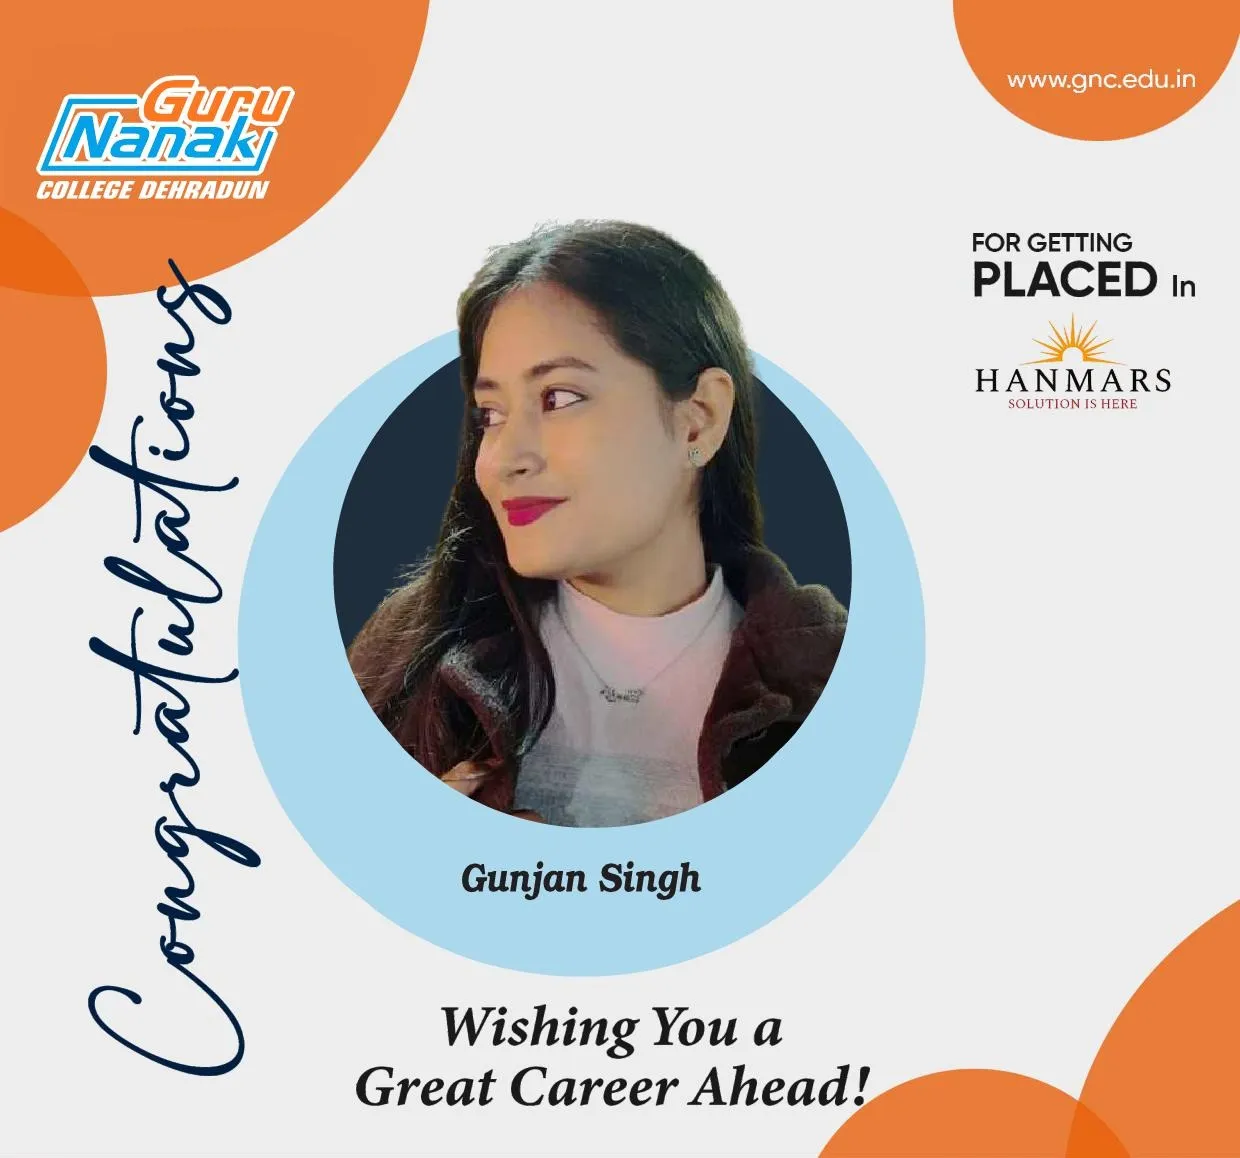 Guru
Nanak
COLLEGE DEHRADUN
www.gnc.edu.in
Congratulations
FOR GETTING
PLACED In
HANMARS
SOLUTION IS HERE
Gunjan Singh
Wishing You a
Great Career Ahead!